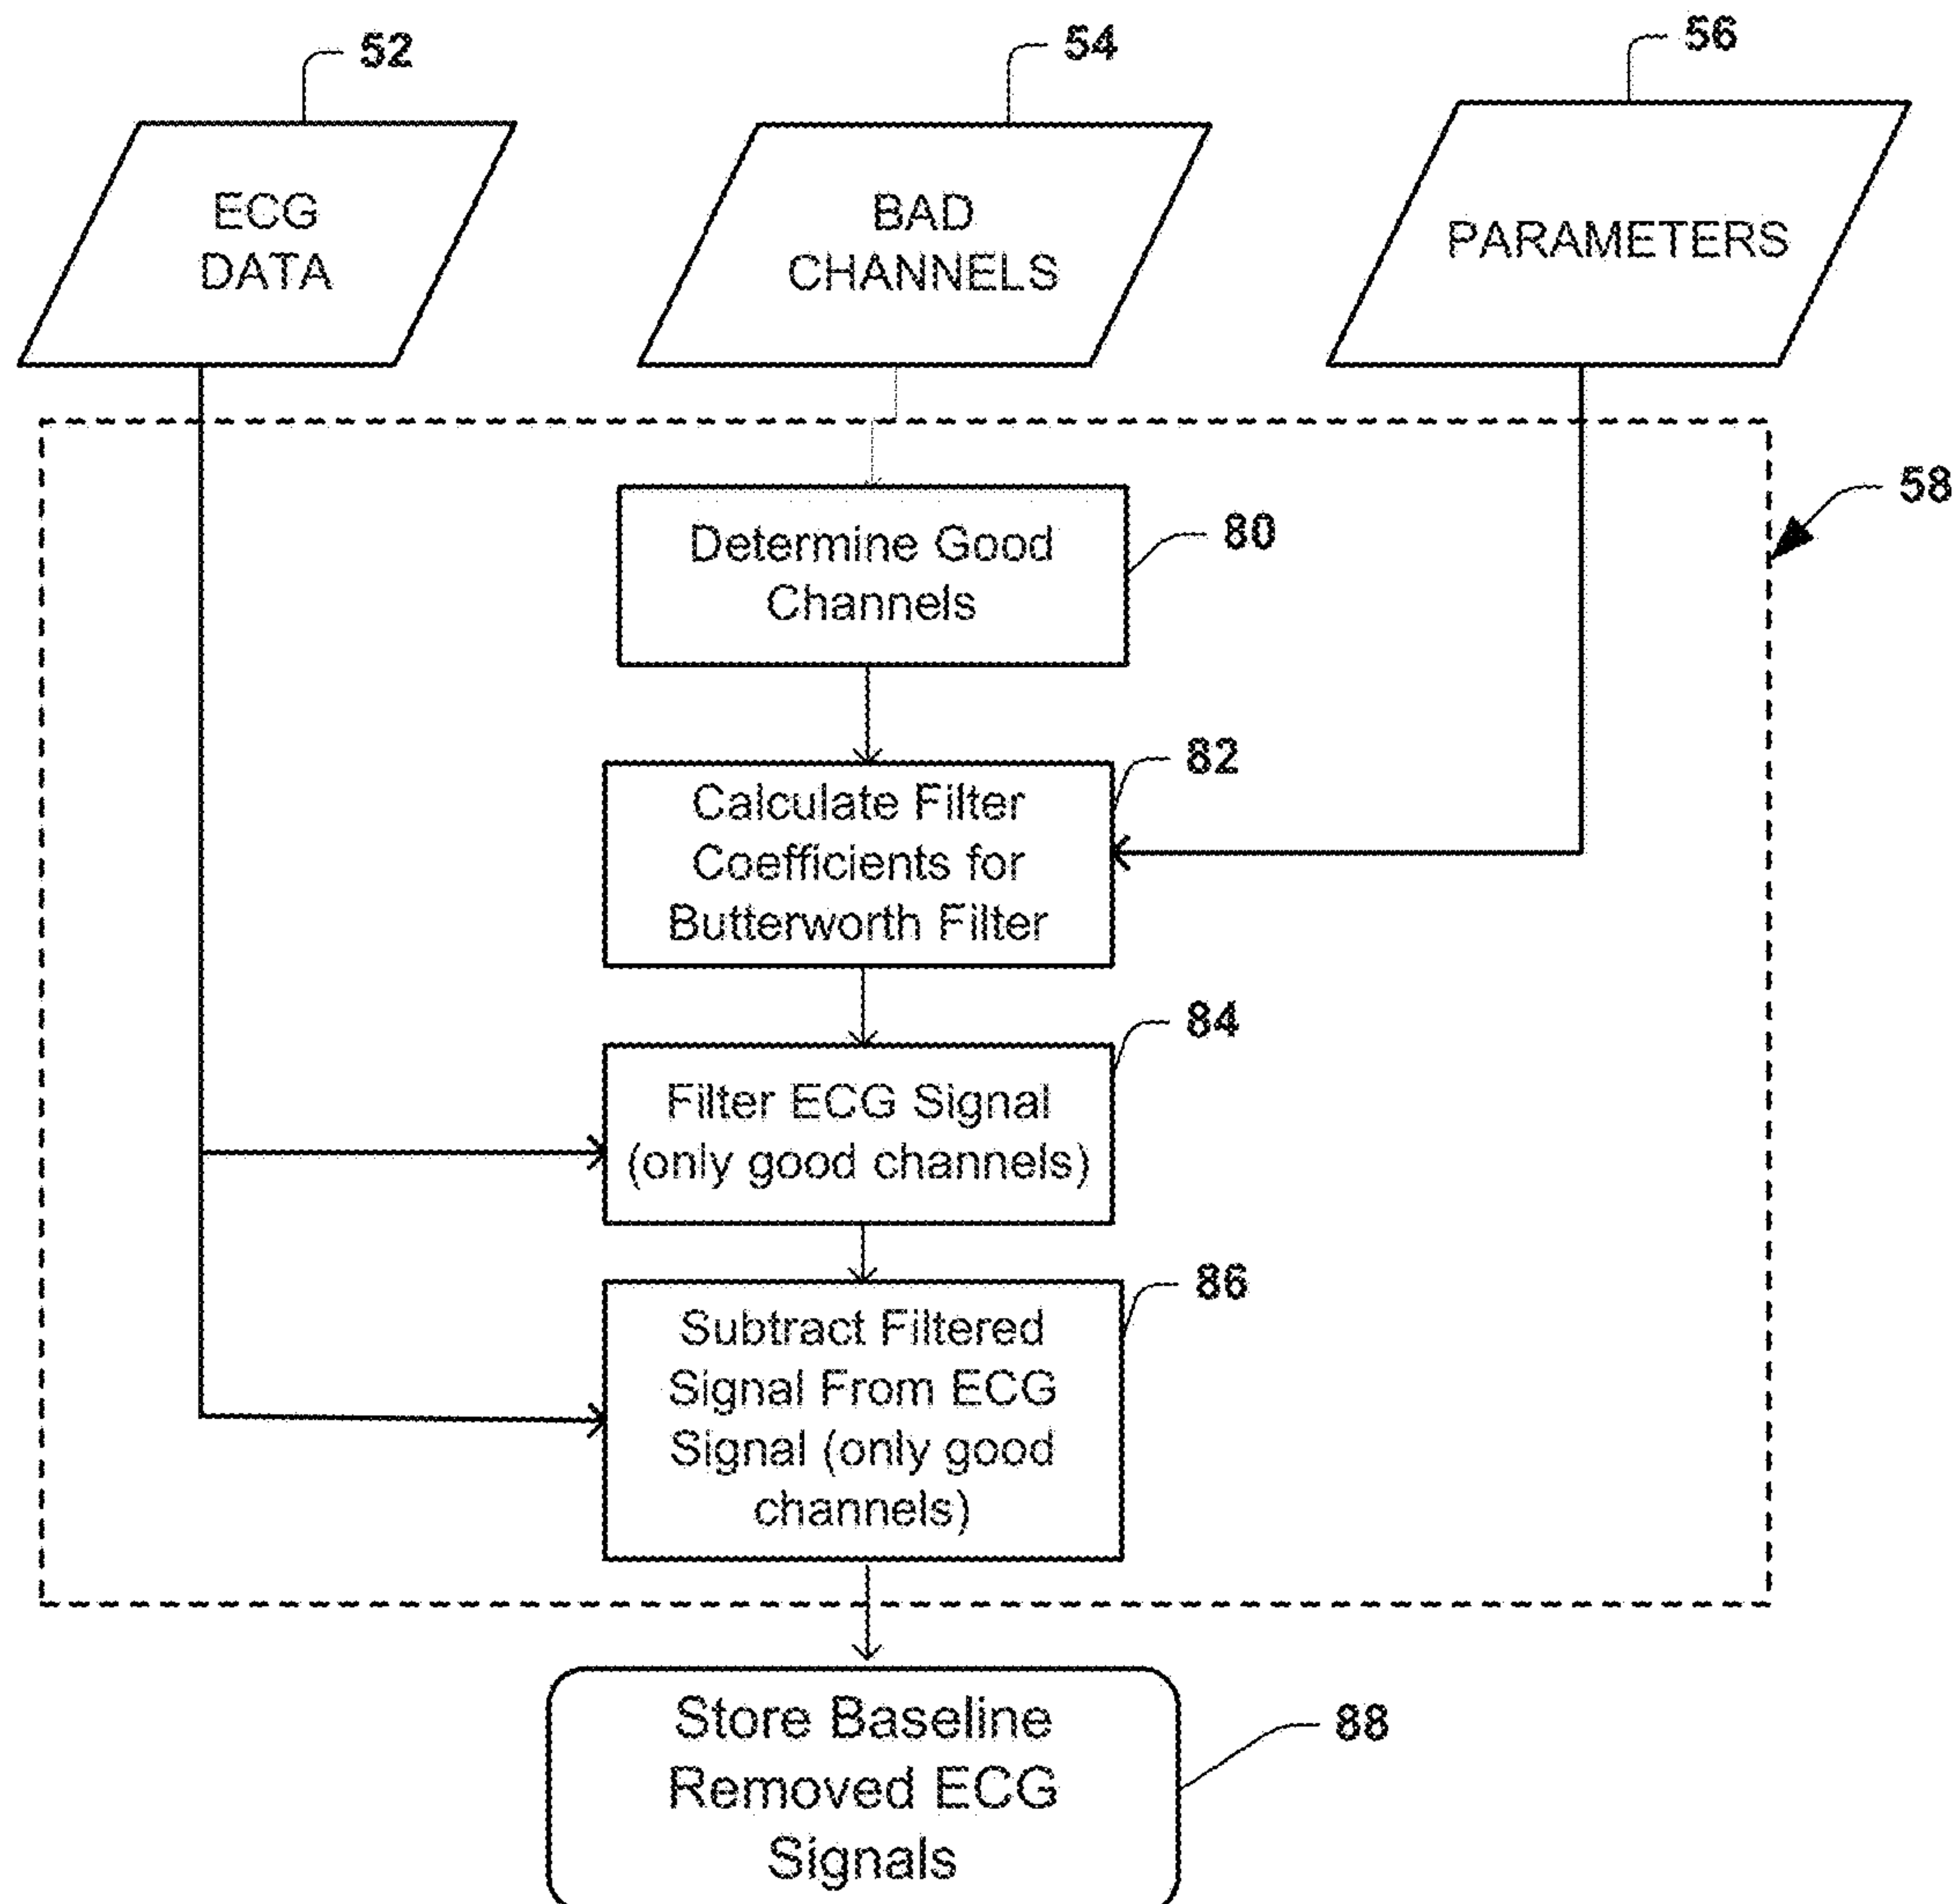 52
54
56
ECG
DATA
BAD
CHANNELS
PARAMETERS
58
Determine Good
Channels
80
Calculate Filter
Coefficients for
Butterworth Filter
82
Filter ECG Signal
(only good channels)
84
Subtract Filtered
Signal From ECG
Signal (only good
channels)
86
Store Baseline
Removed ECG
Signals
88